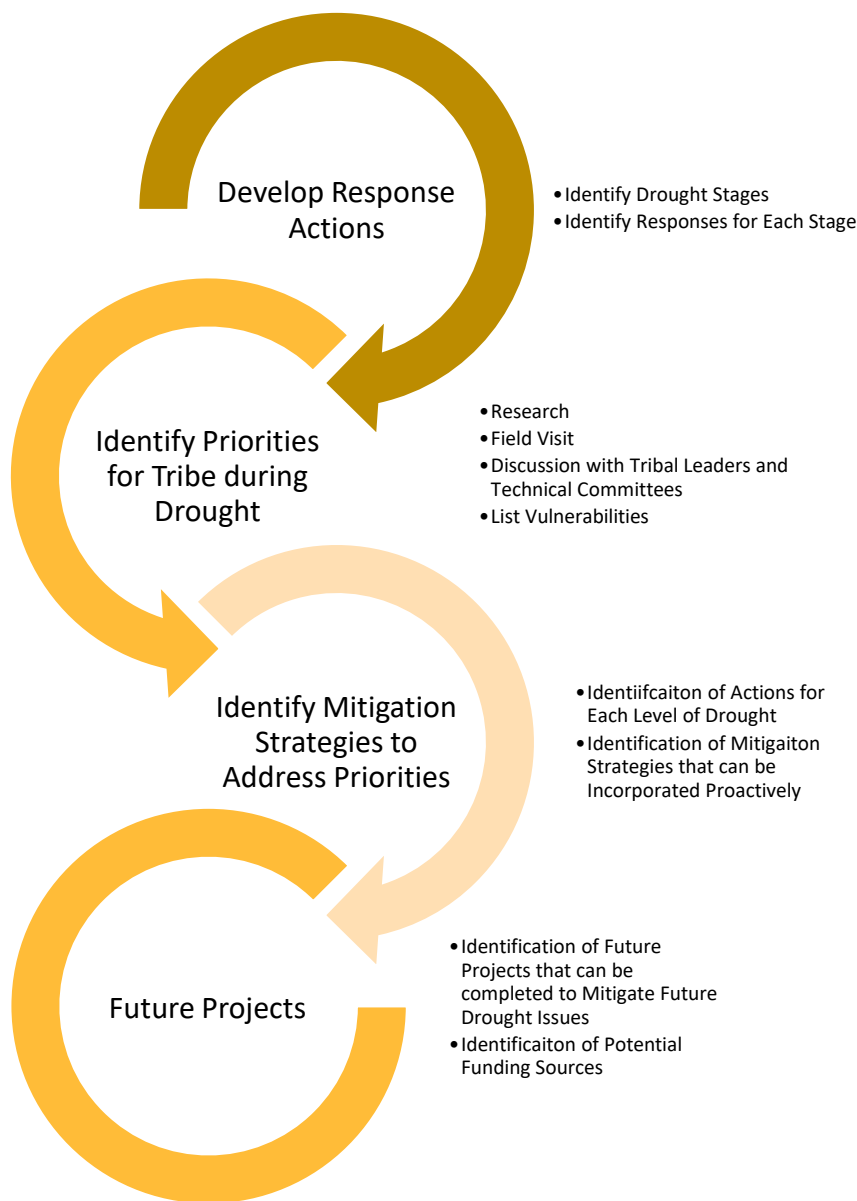 Develop Response
Actions
•Identify Drought Stages
•Identify Responses for Each Stage
Identify Priorities
for Tribe during
Drought
•Research
•Field Visit
•Discussion with Tribal Leaders and
Technical Committees
•List Vulnerabilities
Identify Mitigation
Strategies to
Address Priorities
•Identiifcaiton of Actions for
Each Level of Drought
•Identification of Mitigaiton
Strategies that can be
Incorporated Proactively
Future Projects
•Identification of Future
Projects that can be
completed to Mitigate Future
Drought Issues
•Identificaiton of Potential
Funding Sources